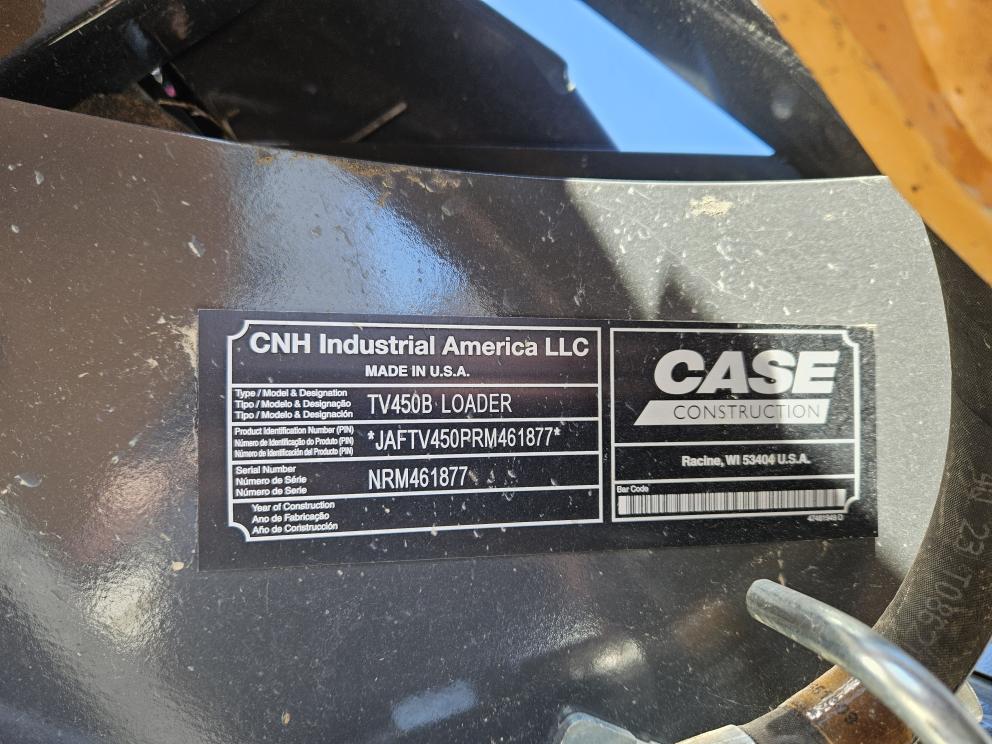 CNH Industrial America LLC
MADE IN U.S.A.
Type / Model & Designation
Tipo / Modelo & Designação
Tipo / Modelo & Designación
TV450B LOADER
Product Identification Number (PIN)
Número de Identificação do Produto (PIN)
Número de Identificación del Producto (PIN)
*JAFTV450PRM461877*
Serial Number
Número de Série
Número de Serie
NRM461877
Year of Construction
Ano de Fabricação
Año de Construcción
CASE
CONSTRUCTION
Racine, WI 53404 U.S.A.
Bar Code